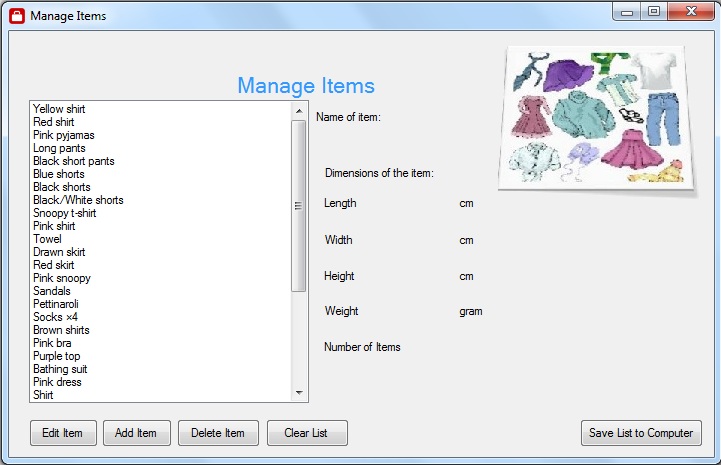 Manage Items
Manage Items
Yellow shirt
Red shirt
Pink pyjamas
Long pants
Black short pants
Blue shorts
Black shorts
Black/White shorts
Snoopy t-shirt
Pink shirt
Towel
Drawn skirt
Red skirt
Pink snoopy
Sandals
Pettinaroli
Socks ×4
Brown shirts
Pink bra
Purple top
Bathing suit
Pink dress
Shirt
Name of item:
Dimensions of the item:
Length cm
Width cm
Height cm
Weight gram
Number of Items
Edit Item Add Item Delete Item Clear List Save List to Computer